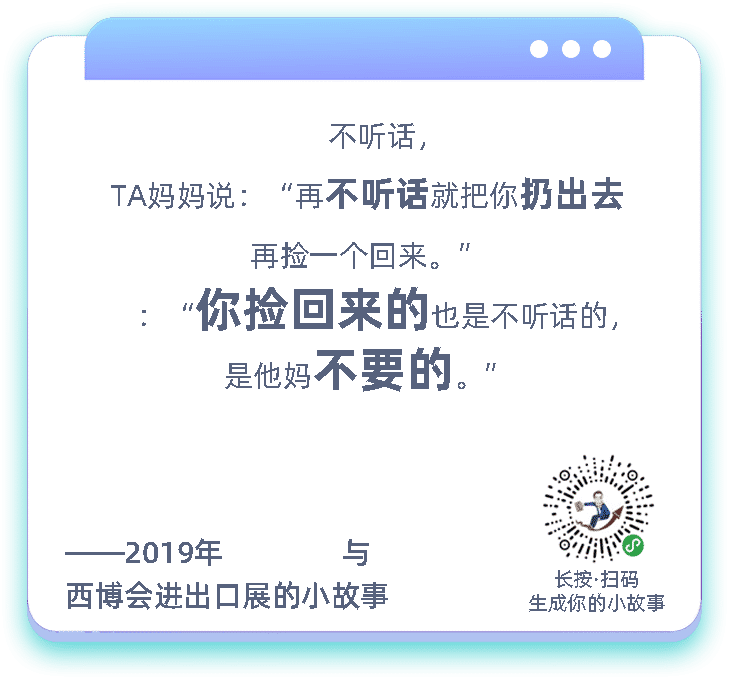 不听话，
TA妈妈说：“再不听话就把你扔出去
再捡一个回来。”
：“你捡回来的也是不听话的，
是他妈不要的。”
——2019年 与
西博会进出口展的小故事
长按·扫码
生成你的小故事